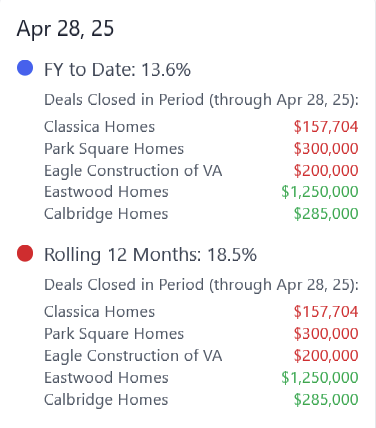 Apr 28, 25
FY to Date: 13.6%
Deals Closed in Period (through Apr 28, 25):
Classica Homes $157,704
Park Square Homes $300,000
Eagle Construction of VA $200,000
Eastwood Homes $1,250,000
Calbridge Homes $285,000
Rolling 12 Months: 18.5%
Deals Closed in Period (through Apr 28, 25):
Classica Homes $157,704
Park Square Homes $300,000
Eagle Construction of VA $200,000
Eastwood Homes $1,250,000
Calbridge Homes $285,000